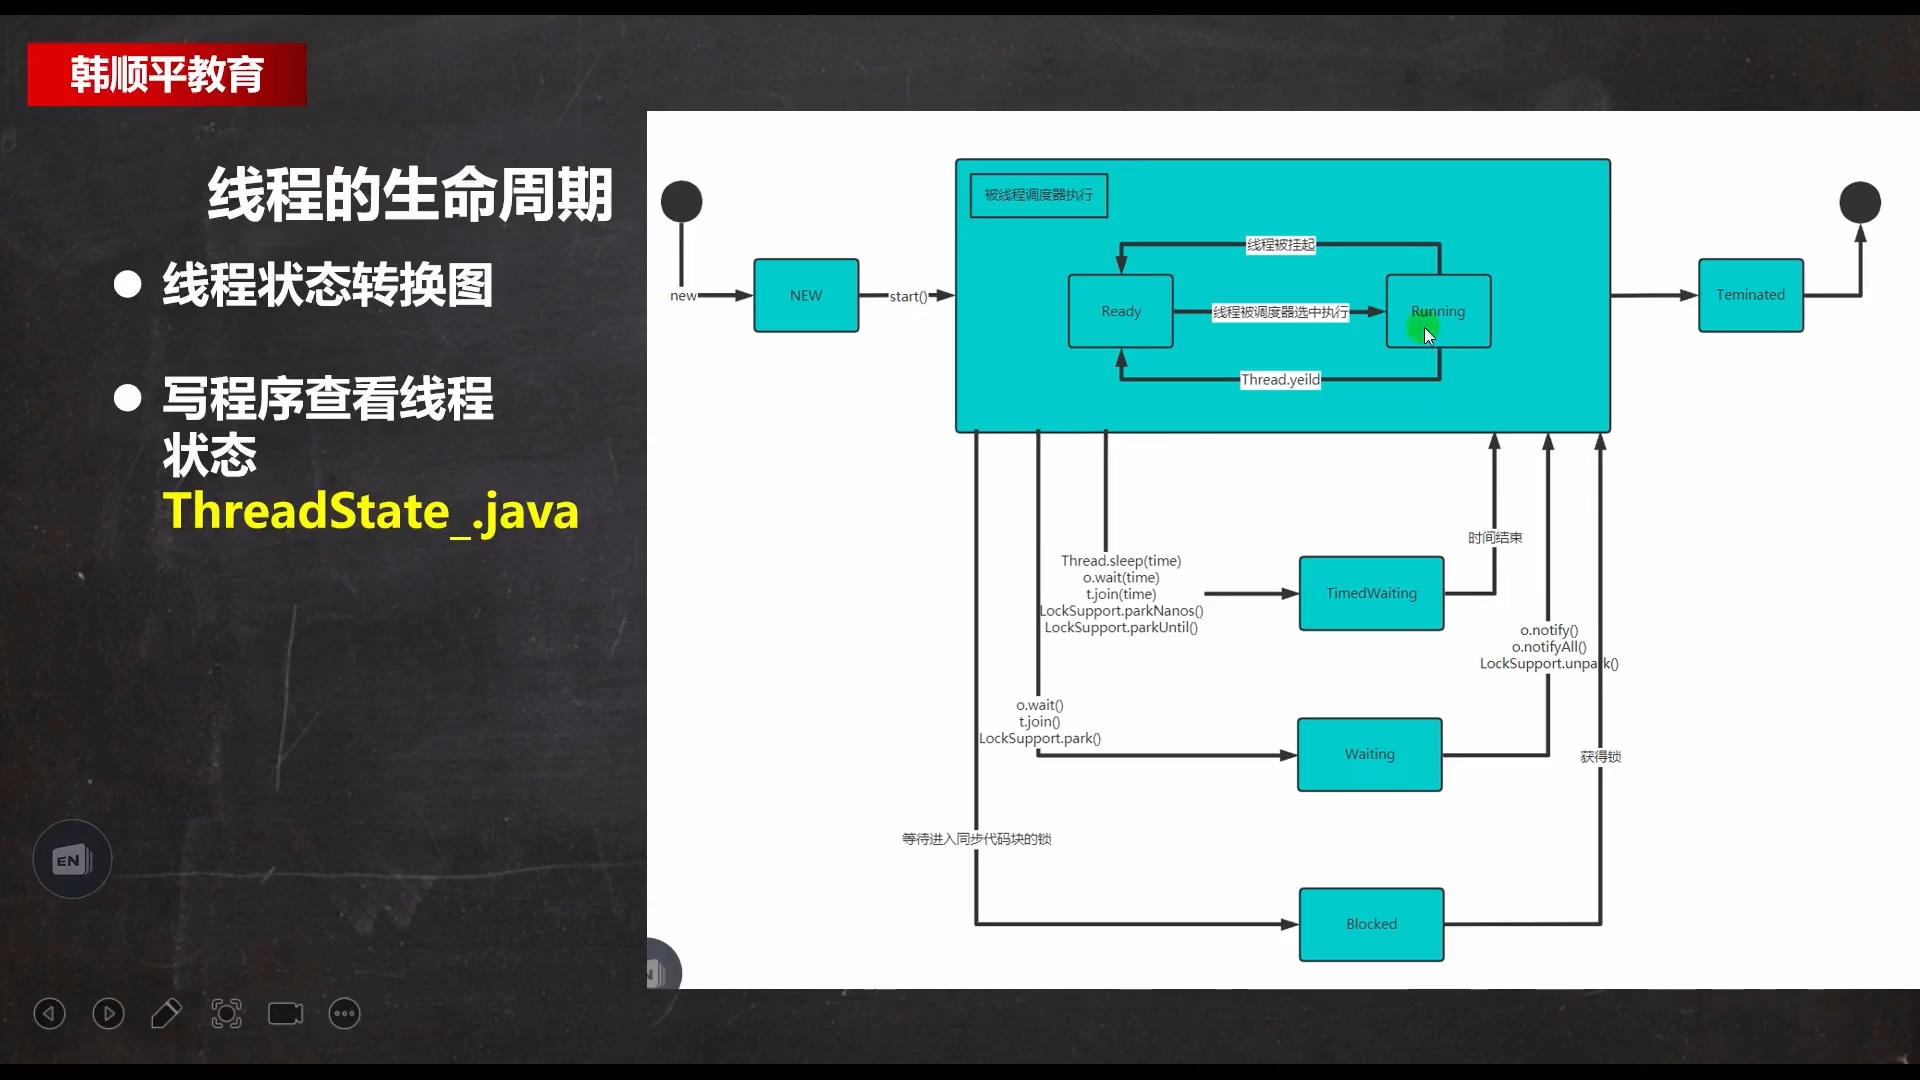 韩顺平教育
线程的生命周期
线程状态转换图
写程序查看线程
状态
ThreadState_.java
被线程调度器执行
线程被挂起
new
NEW
start()
Ready
线程被调度器选中执行
Running
Teminated
Thread.yeild
时间结束
Thread.sleep(time)
o.wait(time)
t.join(time)
LockSupport.parkNanos()
LockSupport.parkUntil()
TimedWaiting
o.notify()
o.notifyAll()
LockSupport.unpark()
o.wait()
t.join()
LockSupport.park()
Waiting
获得锁
等待进入同步代码块的锁
Blocked
EN
N